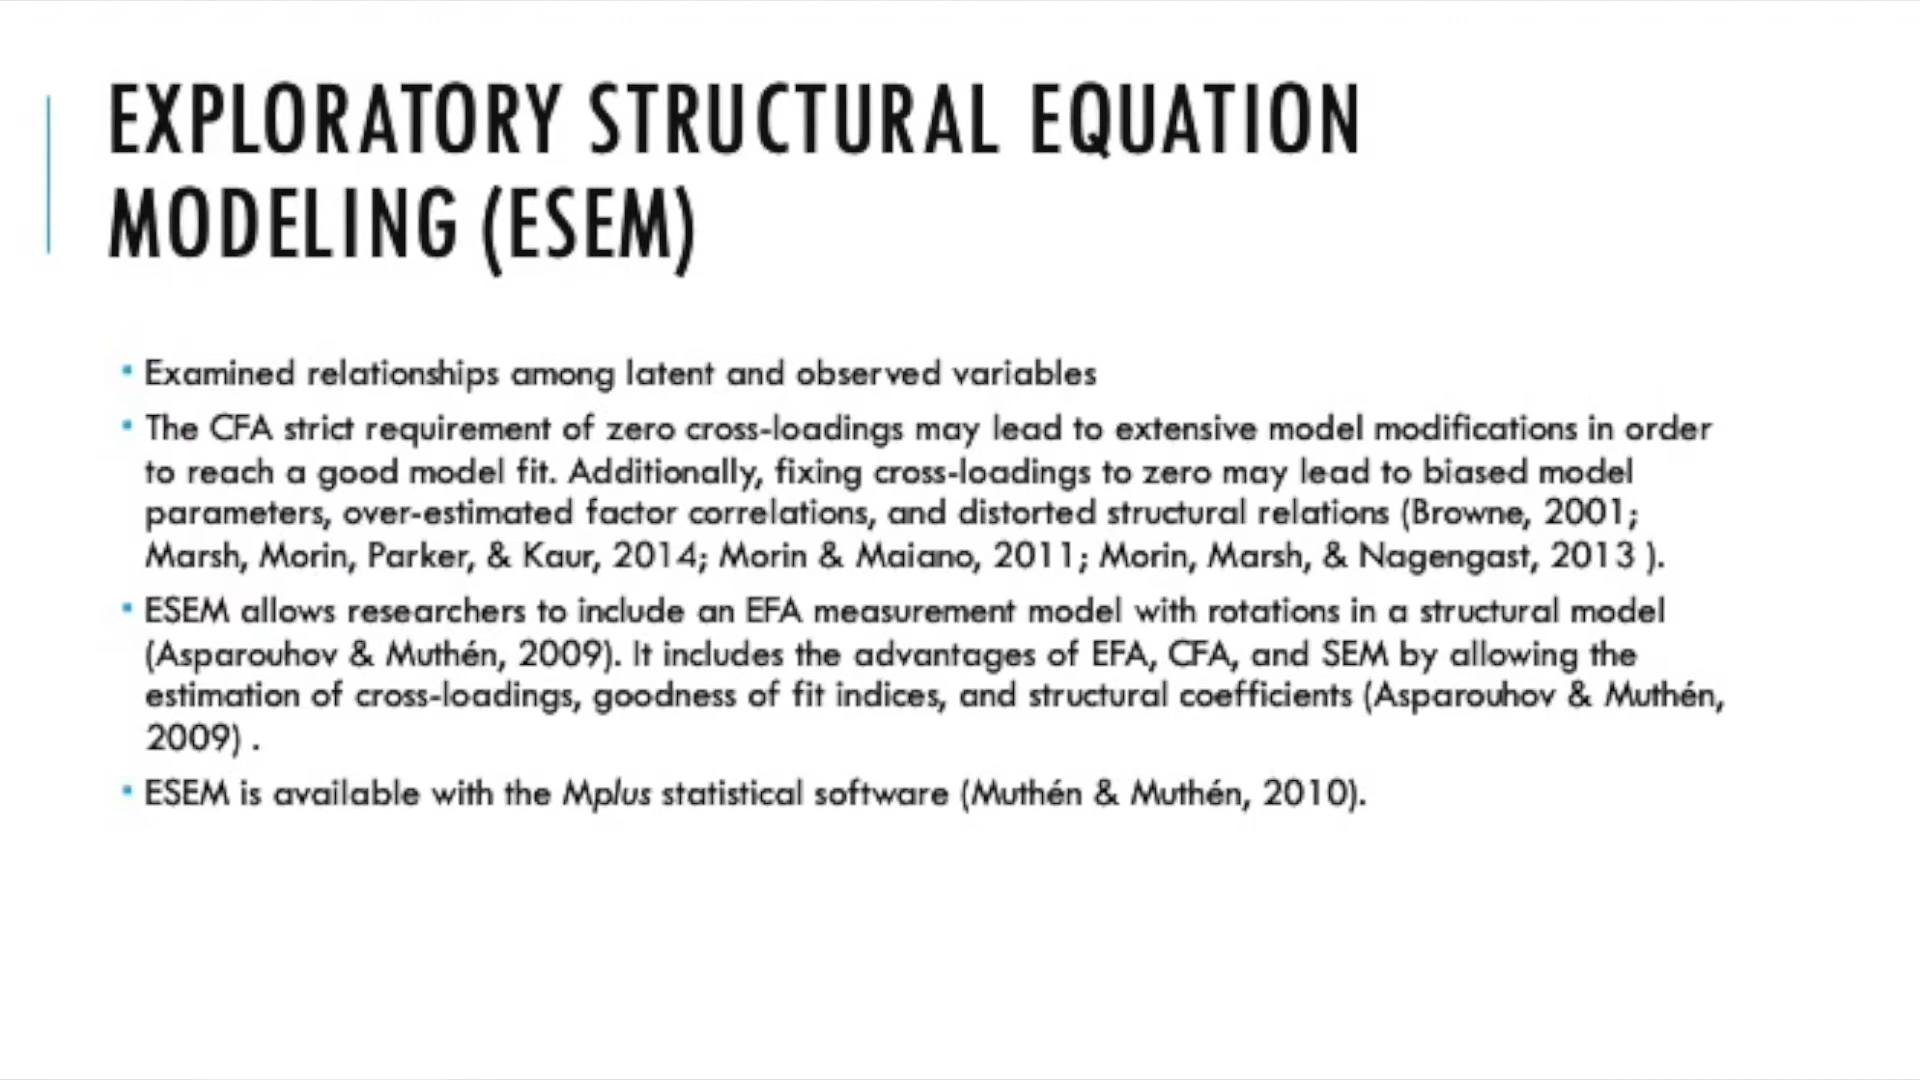 EXPLORATORY STRUCTURAL EQUATION
MODELING (ESEM)
▪ Examined relationships among latent and observed variables
▪ The CFA strict requirement of zero cross-loadings may lead to extensive model modifications in order
to reach a good model fit. Additionally, fixing cross-loadings to zero may lead to biased model
parameters, over-estimated factor correlations, and distorted structural relations (Browne, 2001;
Marsh, Morin, Parker, & Kaur, 2014; Morin & Maiano, 2011; Morin, Marsh, & Nagengast, 2013 ).
▪ ESEM allows researchers to include an EFA measurement model with rotations in a structural model
(Asparouhov & Muthén, 2009). It includes the advantages of EFA, CFA, and SEM by allowing the
estimation of cross-loadings, goodness of fit indices, and structural coefficients (Asparouhov & Muthén,
2009) .
▪ ESEM is available with the Mplus statistical software (Muthén & Muthén, 2010).